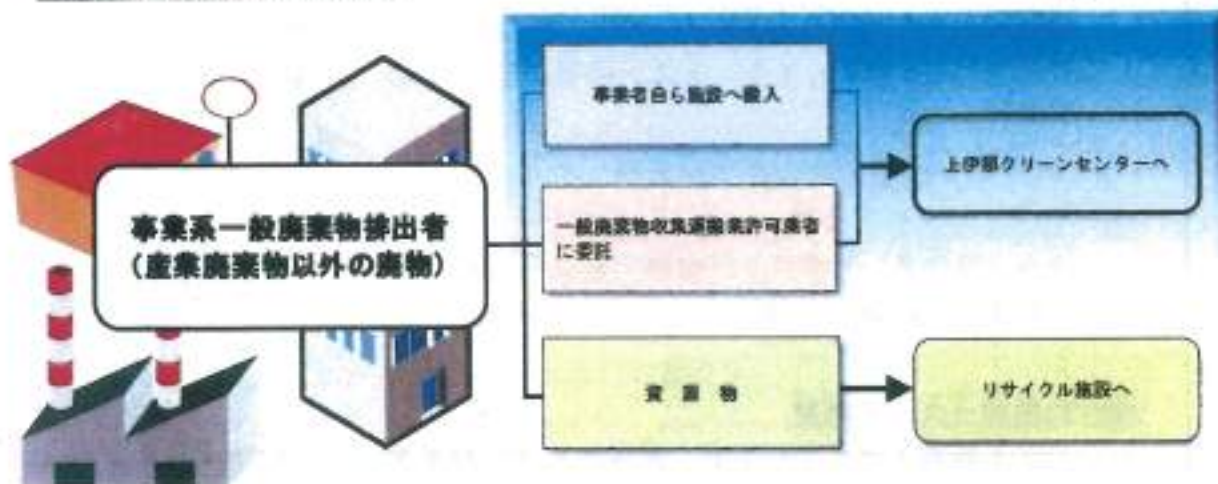 事業者自ら施設へ搬入
上伊那クリーンセンターへ
事業系一般廃棄物排出者
(産業廃棄物以外の廃物)
一般廃棄物収集運搬業許可業者
に委託
資源物
リサイクル施設へ